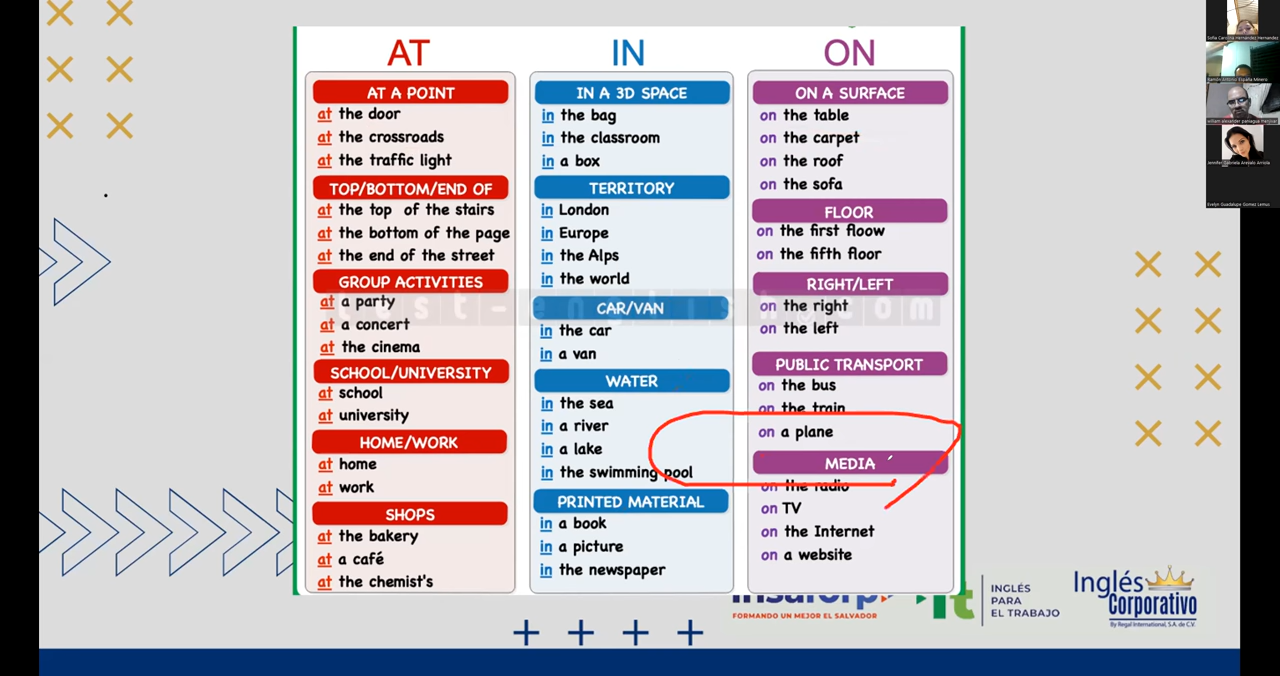 AT
AT A POINT
at the door
at the crossroads
at the traffic light
TOP/BOTTOM/END OF
at the top of the stairs
at the bottom of the page
at the end of the street
GROUP ACTIVITIES
at a party
at a concert
at the cinema
SCHOOL/UNIVERSITY
at school
at university
HOME/WORK
at home
at work
SHOPS
at the bakery
at a café
at the chemist's
IN
IN A 3D SPACE
in the bag
in the classroom
in a box
TERRITORY
in London
in Europe
in the Alps
in the world
CAR/VAN
in the car
in a van
WATER
in the sea
in a river
in a lake
in the swimming pool
PRINTED MATERIAL
in a book
in a picture
in the newspaper
ON
ON A SURFACE
on the table
on the carpet
on the roof
on the sofa
FLOOR
on the first floow
on the fifth floor
RIGHT/LEFT
on the right
on the left
PUBLIC TRANSPORT
on the bus
on the train
on a plane
MEDIA
on the radio
on TV
on the Internet
on a website
FORMANDO UN MEJOR EL SALVADOR
INGLÉS
PARA
EL TRABAJO
Inglés
Corporativo
By Regal International, S.A. de C.V.
Evelyn Guadalupe Gomez Lemus